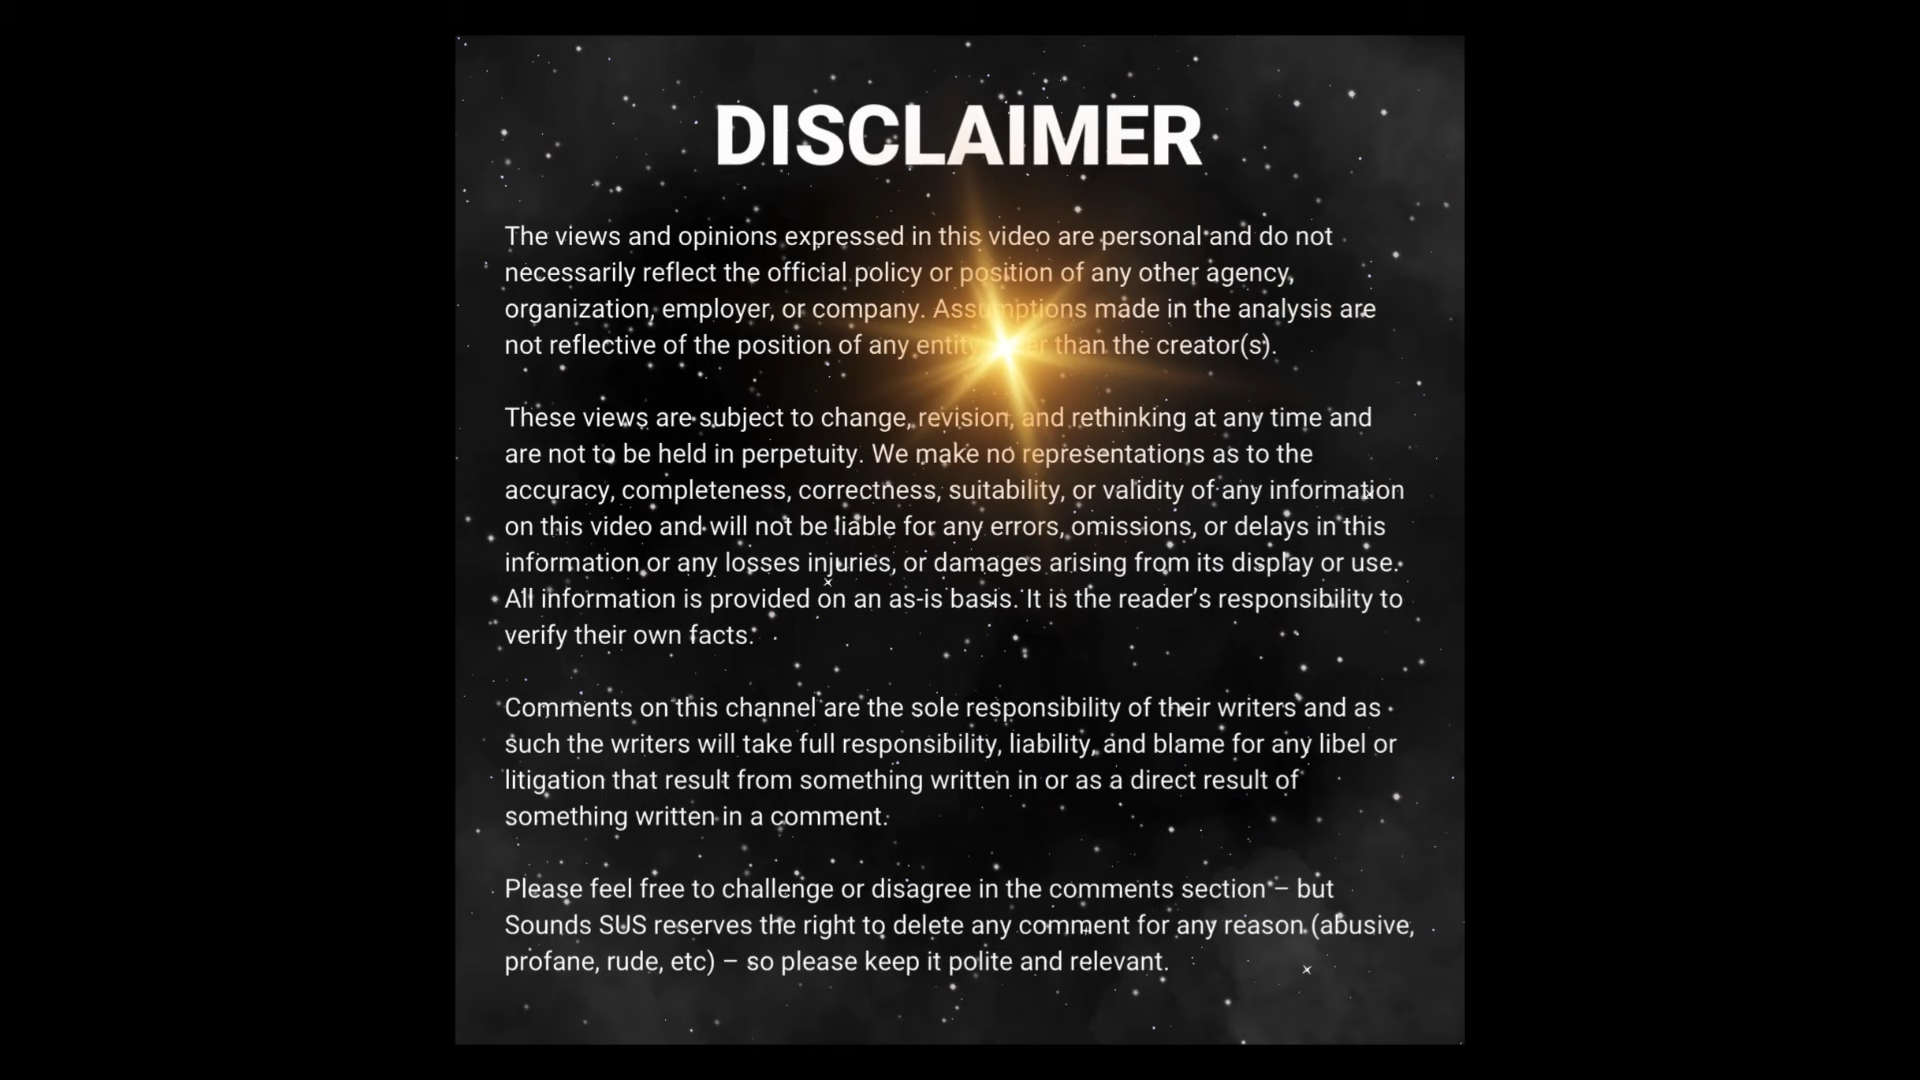 DISCLAIMER
The views and opinions expressed in this video are personal and do not
necessarily reflect the official policy or position of any other agency,
organization, employer, or company. Assumptions made in the analysis are
not reflective of the position of any entity than the creator(s).
These views are subject to change, revision, and rethinking at any time and
are not to be held in perpetuity. We make no representations as to the
accuracy, completeness, correctness, suitability, or validity of any information
on this video and will not be liable for any errors, omissions, or delays in this
information or any losses injuries, or damages arising from its display or use.
All information is provided on an as-is basis. It is the reader’s responsibility to
verify their own facts.
Comments on this channel are the sole responsibility of their writers and as
such the writers will take full responsibility, liability, and blame for any libel or
litigation that result from something written in or as a direct result of
something written in a comment.
Please feel free to challenge or disagree in the comments section – but
Sounds SUS reserves the right to delete any comment for any reason (abusive,
profane, rude, etc) – so please keep it polite and relevant.